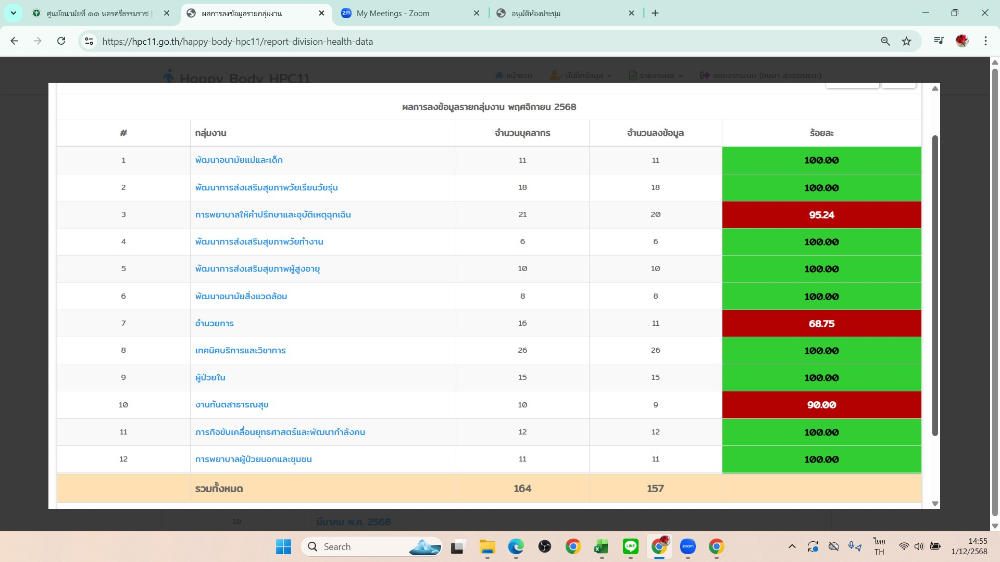 ศูนย์อนามัยที่ ๑๑ นครศรีธรรมราช |
ผลการลงข้อมูลรายกลุ่มงาน
zm My Meetings - Zoom
อนุมัติห้องประชุม
https://hpc11.go.th/happy-body-hpc11/report-division-health-data
Happy Body HPC11
หน้าแรก บันทึกข้อมูล รายงานผล ออกจากระบบ (กษมา สุวรรณธนะ)
ผลการลงข้อมูลรายกลุ่มงาน พฤศจิกายน 2568
# กลุ่มงาน จำนวนบุคลากร จำนวนลงข้อมูล ร้อยละ
1 พัฒนาอนามัยแม่และเด็ก 11 11 100.00
2 พัฒนาการส่งเสริมสุขภาพวัยเรียนวัยรุ่น 18 18 100.00
3 การพยาบาลให้คำปรึกษาและอุบัติเหตุฉุกเฉิน 21 20 95.24
4 พัฒนาการส่งเสริมสุขภาพวัยทำงาน 6 6 100.00
5 พัฒนาการส่งเสริมสุขภาพผู้สูงอายุ 10 10 100.00
6 พัฒนาอนามัยสิ่งแวดล้อม 8 8 100.00
7 อำนวยการ 16 11 68.75
8 เทคนิคบริการและวิชาการ 26 26 100.00
9 ผู้ป่วยใน 15 15 100.00
10 งานทันตสาธารณสุข 10 9 90.00
11 ภารกิจขับเคลื่อนยุทธศาสตร์และพัฒนากำลังคน 12 12 100.00
12 การพยาบาลผู้ป่วยนอกและชุมชน 11 11 100.00
รวมทั้งหมด 164 157
10 มีนาคม พ.ศ. 2568
Search
LINE
zoom
ไทย
TH
14:55
1/12/2568